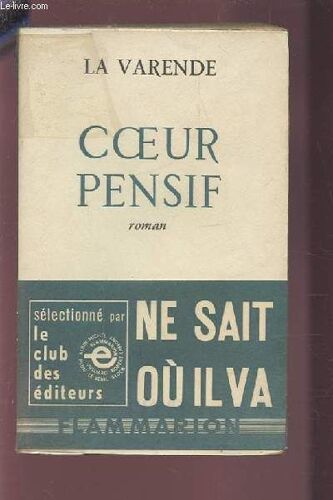 Le-livre.com
LA VARENDE
CŒUR
PENSIF
roman
sélectionné par
le
club
des
éditeurs
e
NE SAIT
OÙ IL VA
FLAMMARION